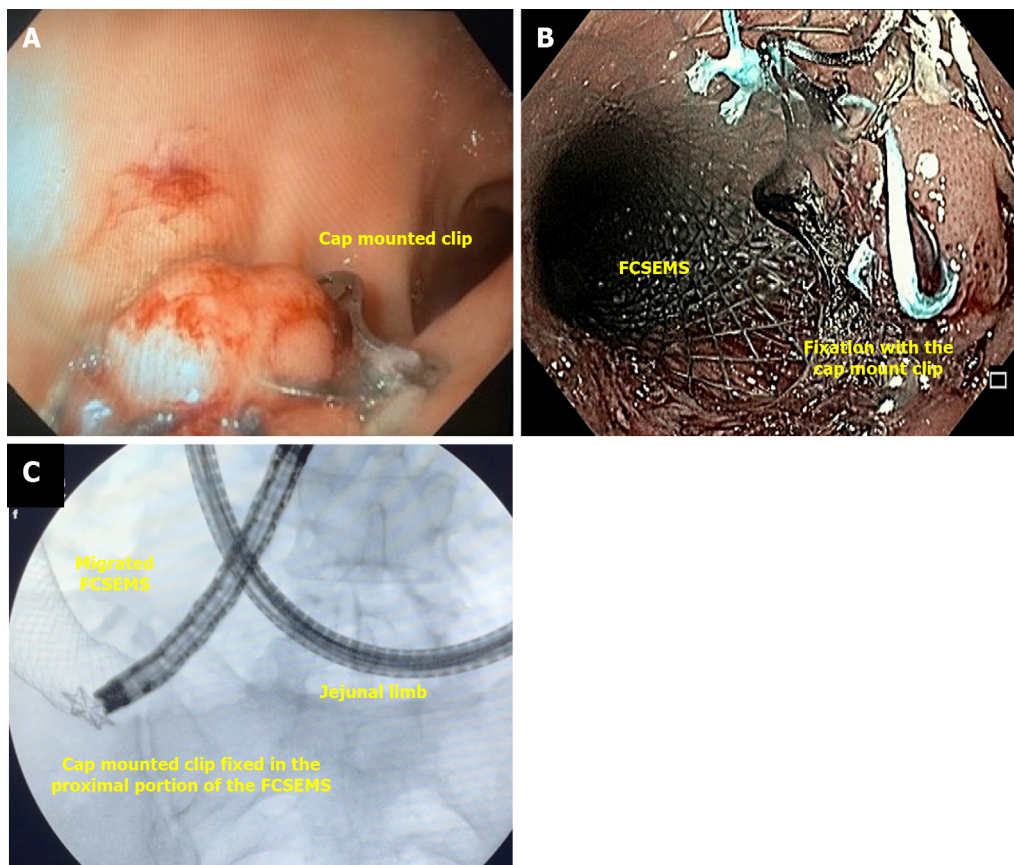 A
Cap mounted clip
B
FCSEMS
Fixation with the
cap mount clip
C
f
Migrated
FCSEMS
Jejunal limb
Cap mounted clip fixed in the
proximal portion of the FCSEMS